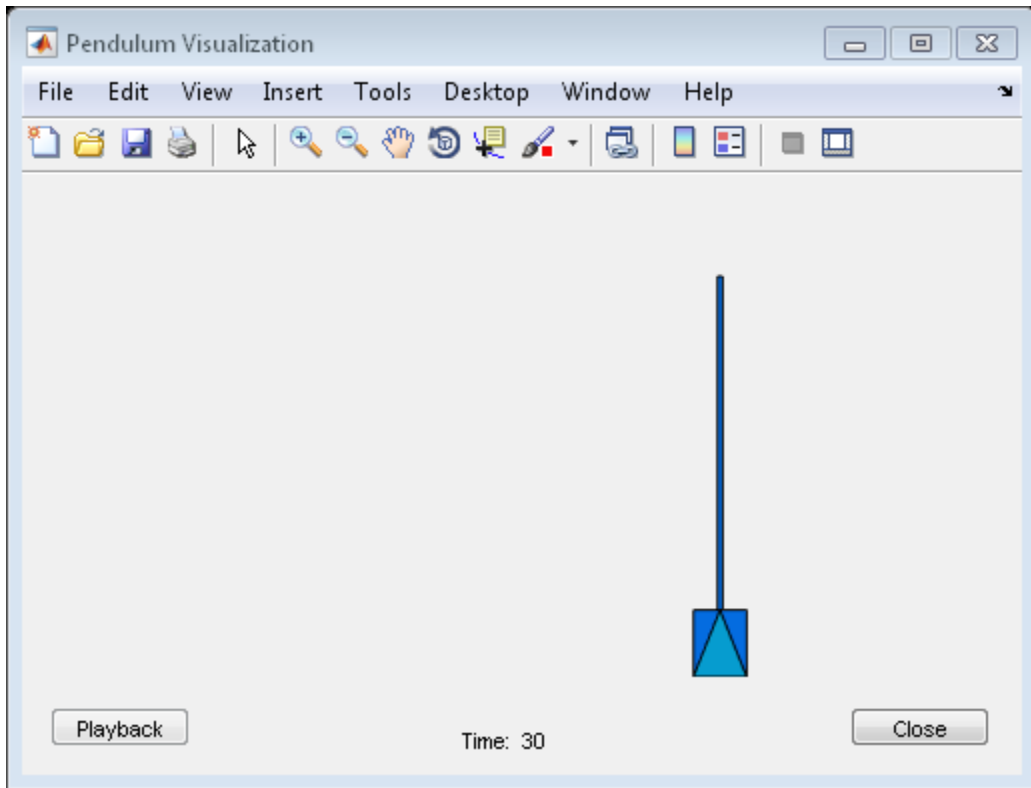 Pendulum Visualization
File Edit View Insert Tools Desktop Window Help
Playback
Time: 30
Close